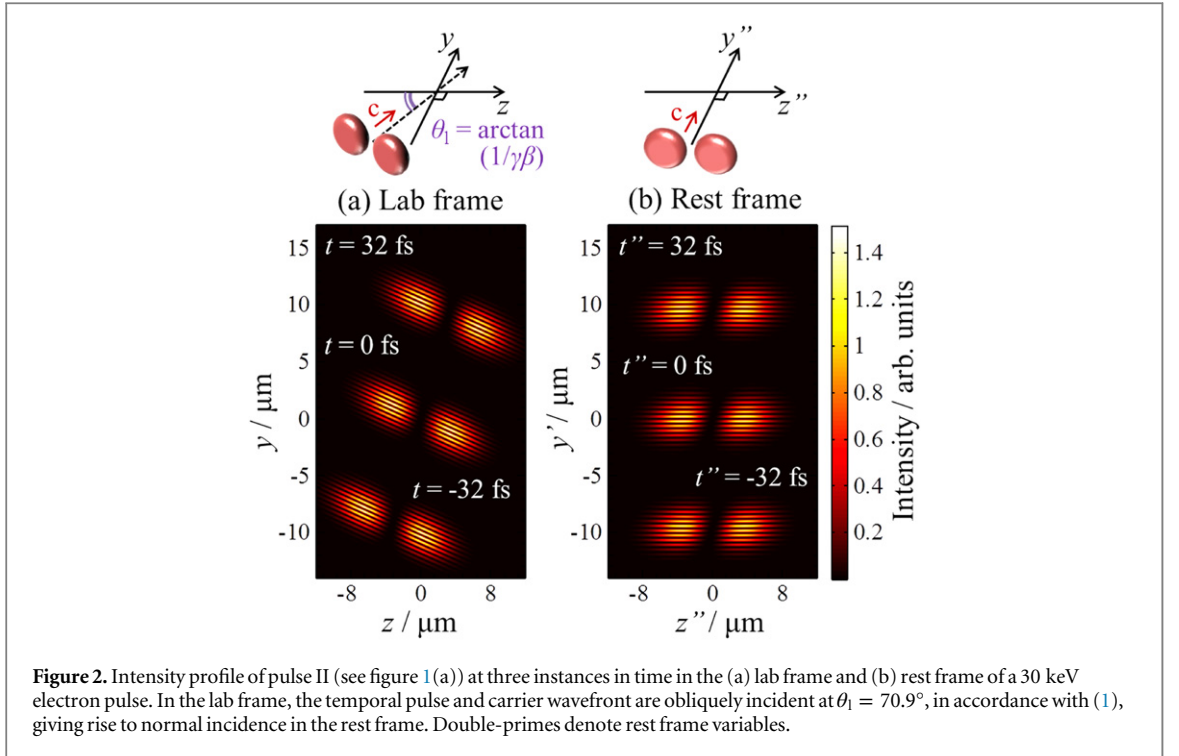 y
c
z
θ₁ = arctan
(1/γβ)
(a) Lab frame
y”
c
z”
(b) Rest frame
15
10
5
0
-5
-10
y / μm
t = 32 fs
t = 0 fs
t = -32 fs
-8 0 8
z / μm
15
10
5
0
-5
-10
y’/ μm
t” = 32 fs
t” = 0 fs
t” = -32 fs
-8 0 8
z”/ μm
1.4
1.2
1
0.8
0.6
0.4
0.2
Intensity / arb. units
Figure 2. Intensity profile of pulse II (see figure 1(a)) at three instances in time in the (a) lab frame and (b) rest frame of a 30 keV
electron pulse. In the lab frame, the temporal pulse and carrier wavefront are obliquely incident at θ₁ = 70.9°, in accordance with (1),
giving rise to normal incidence in the rest frame. Double-primes denote rest frame variables.